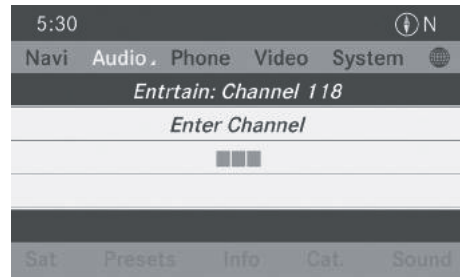 5:30 N
Navi Audio Phone Video System
Entrtain: Channel 118
Enter Channel
Sat Presets Info Cat. Sound